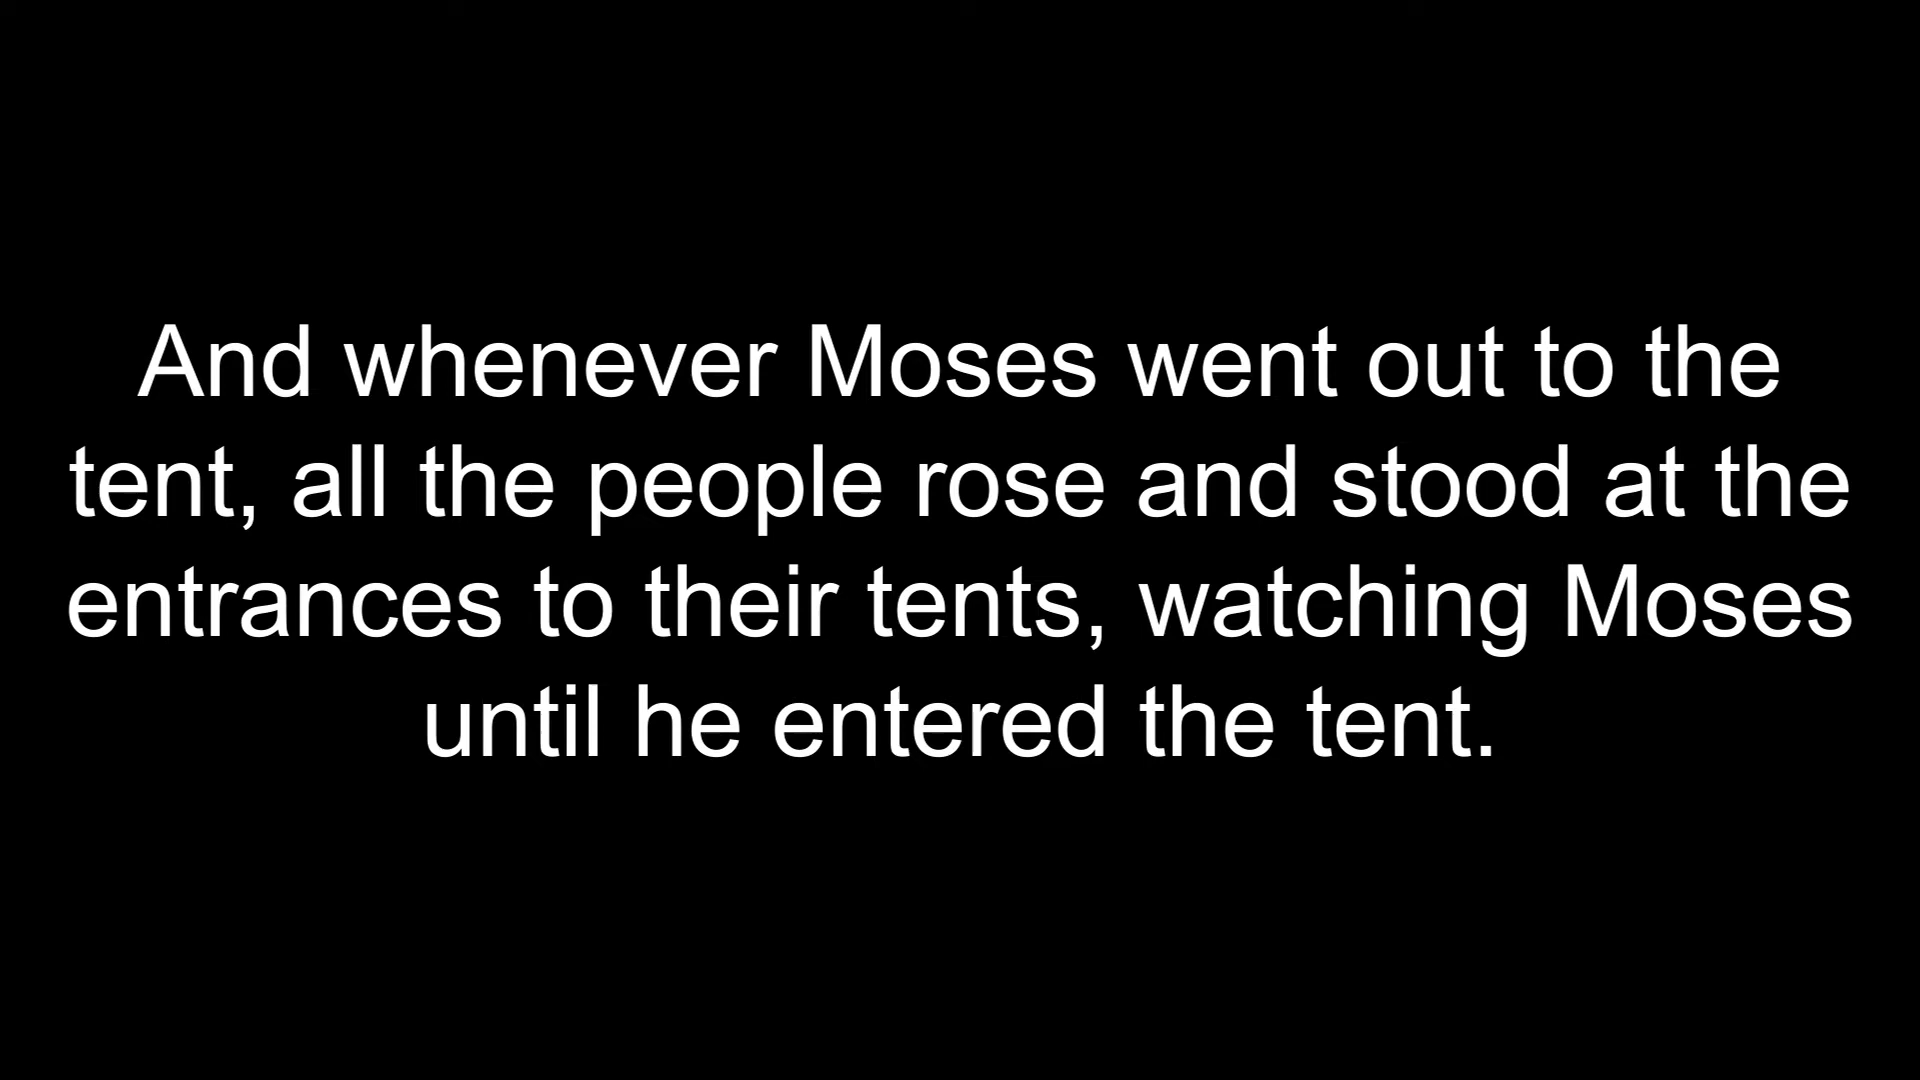 And whenever Moses went out to the
tent, all the people rose and stood at the
entrances to their tents, watching Moses
until he entered the tent.